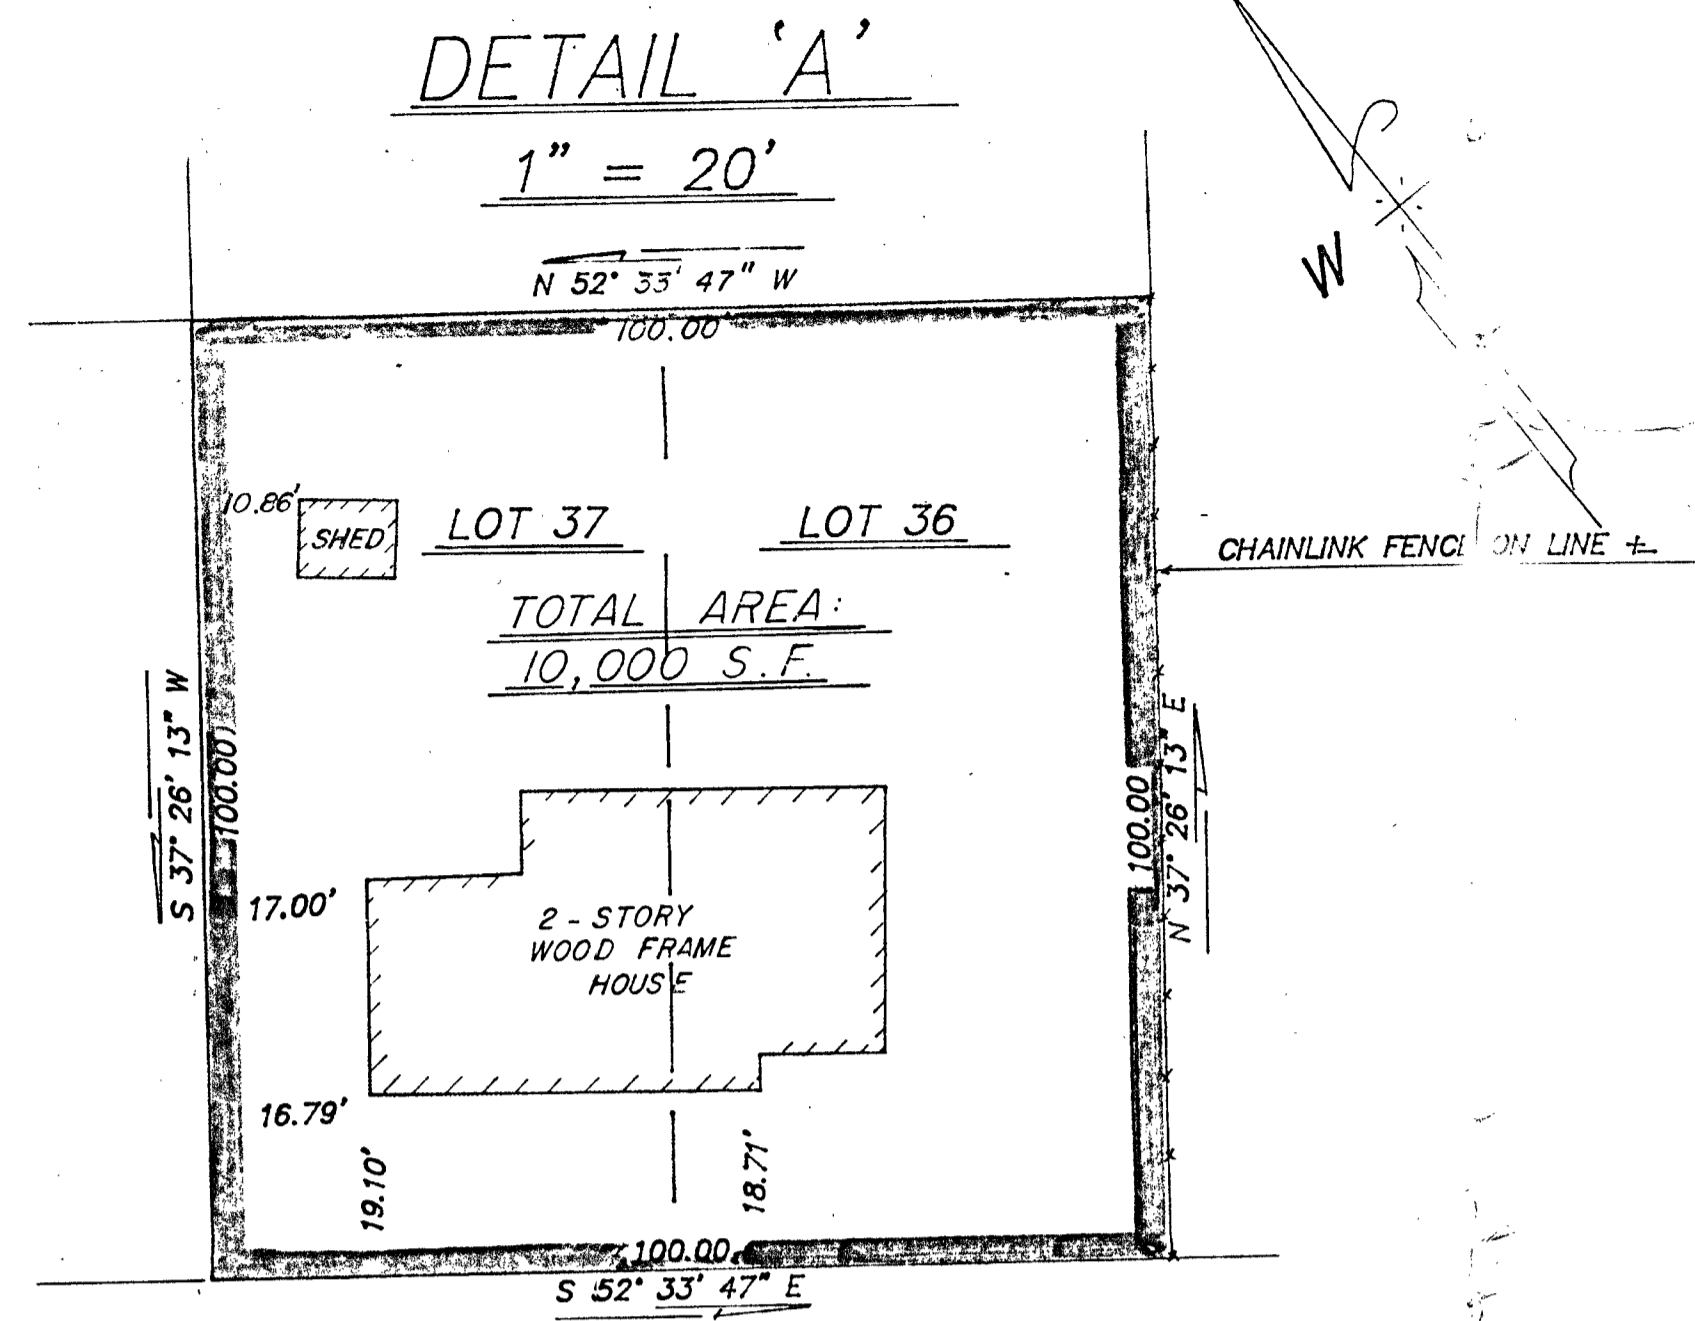 DETAIL 'A'
1" = 20'
N 52° 33' 47" W
100.00'
W
10.86'
SHED
LOT 37
LOT 36
CHAINLINK FENCE ON LINE ±
TOTAL AREA:
10,000 S.F.
S 37° 26' 13" W
100.00'
100.00
N 37° 26' 13" E
17.00'
2 - STORY
WOOD FRAME
HOUSE
16.79'
19.10'
18.71'
100.00
S 52° 33' 47" E